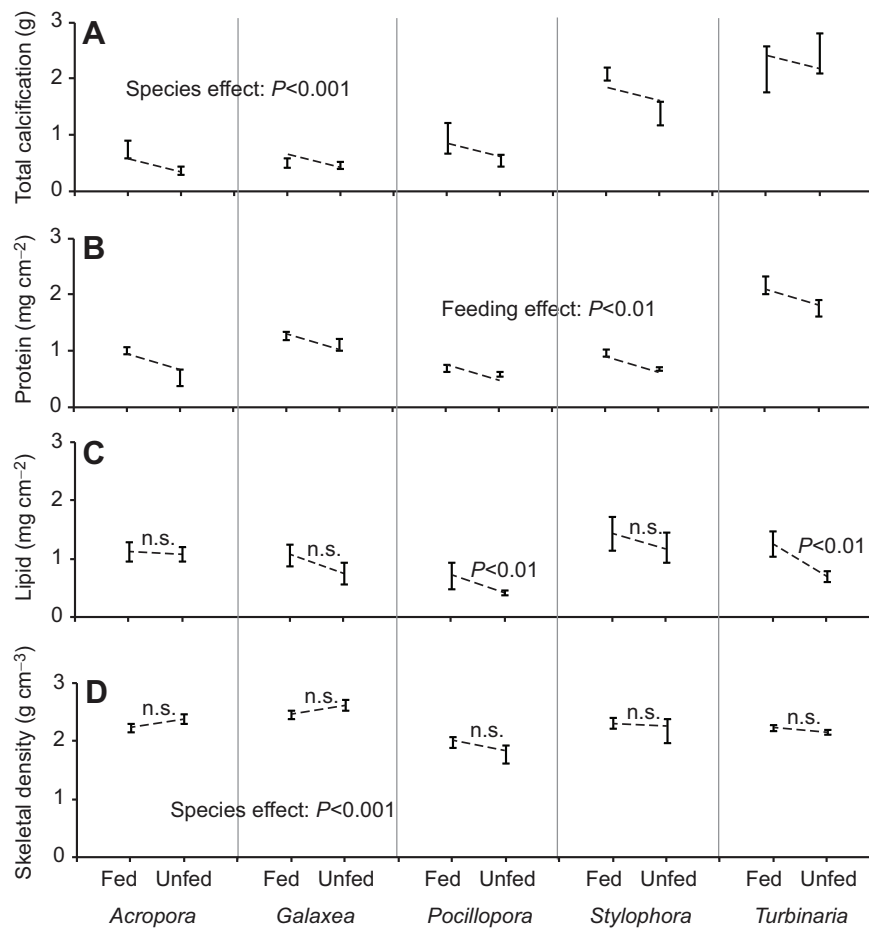 A
Total calcification (g)
3
2
1
0
Species effect: P<0.001
B
Protein (mg cm−2)
3
2
1
0
Feeding effect: P<0.01
C
Lipid (mg cm−2)
3
2
1
0
n.s.
n.s.
P<0.01
n.s.
P<0.01
D
Skeletal density (g cm−3)
3
2
1
0
n.s.
n.s.
n.s.
n.s.
n.s.
Species effect: P<0.001
Fed Unfed Fed Unfed Fed Unfed Fed Unfed Fed Unfed
Acropora Galaxea Pocillopora Stylophora Turbinaria